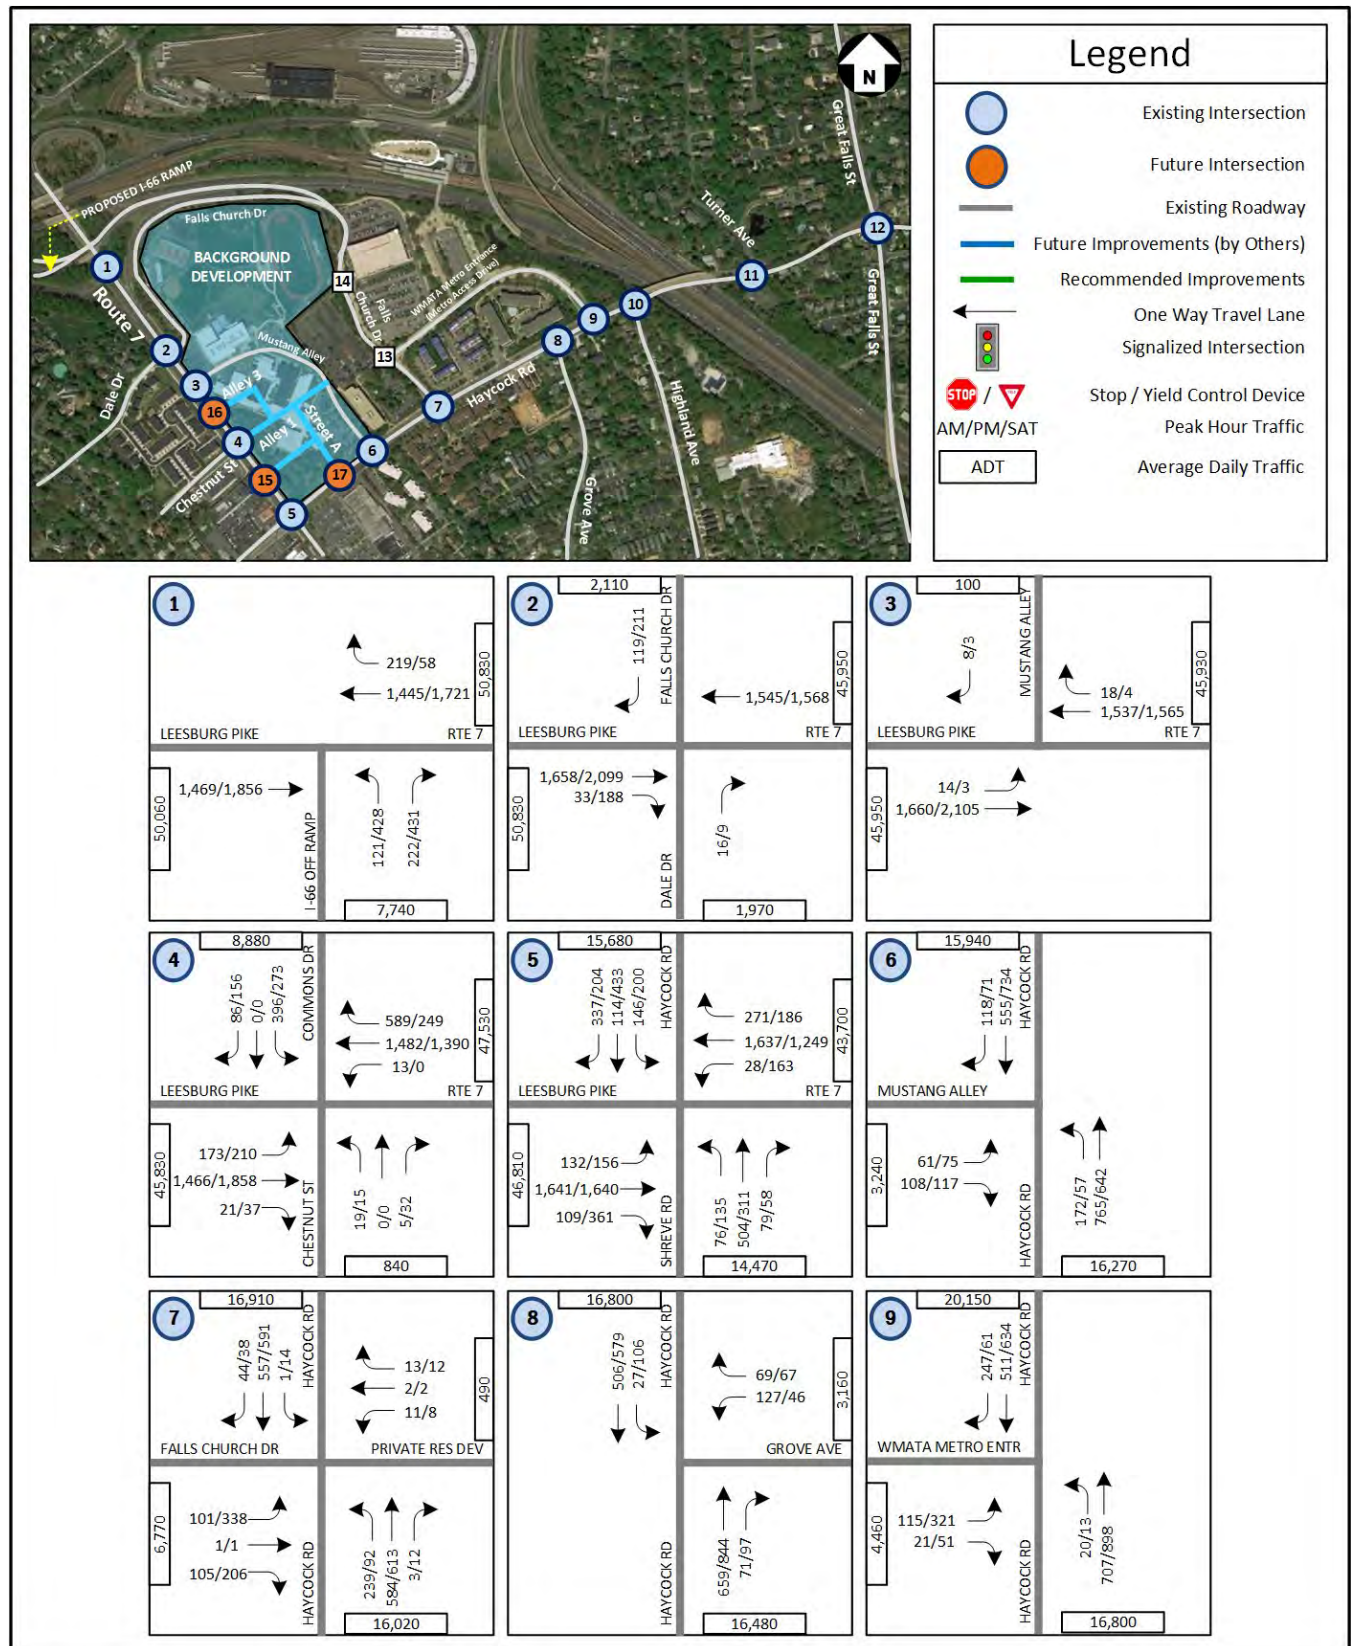 Legend
Existing Intersection
Future Intersection
Existing Roadway
Future Improvements (by Others)
Recommended Improvements
One Way Travel Lane
Signalized Intersection
STOP / Stop / Yield Control Device
AM/PM/SAT Peak Hour Traffic
ADT Average Daily Traffic
N
PROPOSED I-66 RAMP
Falls Church Dr
BACKGROUND
DEVELOPMENT
Route 7
Dale Dr
Mustang Alley
Alley 3
Alley 1
Street A
Chestnut St
Falls
Church Dr
WMATA Metro Entrance
(Metro Access Drive)
Haycock Rd
Grove Ave
Highland Ave
Turner Ave
Great Falls St
Great Falls St
1
2
3
16
4
15
5
17
6
7
13
14
8
9
10
11
12
1
219/58
1,445/1,721
50,830
LEESBURG PIKE
RTE 7
50,060
1,469/1,856
I-66 OFF RAMP
121/428
222/431
7,740
2
2,110
119/211
FALLS CHURCH DR
1,545/1,568
45,950
LEESBURG PIKE
RTE 7
50,830
1,658/2,099
33/188
DALE DR
16/9
1,970
3
100
8/3
MUSTANG ALLEY
18/4
1,537/1,565
45,930
LEESBURG PIKE
RTE 7
45,950
14/3
1,660/2,105
4
8,880
86/156
0/0
396/273
COMMONS DR
589/249
1,482/1,390
13/0
47,530
LEESBURG PIKE
RTE 7
45,830
173/210
1,466/1,858
21/37
CHESTNUT ST
19/15
0/0
5/32
840
5
15,680
337/204
114/433
146/200
HAYCOCK RD
271/186
1,637/1,249
28/163
43,700
LEESBURG PIKE
RTE 7
46,810
132/156
1,641/1,640
109/361
SHREVE RD
76/135
504/311
79/58
14,470
6
15,940
118/71
555/734
HAYCOCK RD
MUSTANG ALLEY
3,240
61/75
108/117
HAYCOCK RD
172/57
765/642
16,270
7
16,910
44/38
557/591
1/14
HAYCOCK RD
13/12
2/2
11/8
490
FALLS CHURCH DR
PRIVATE RES DEV
6,770
101/338
1/1
105/206
HAYCOCK RD
239/92
584/613
3/12
16,020
8
16,800
506/579
27/106
HAYCOCK RD
69/67
127/46
3,160
GROVE AVE
HAYCOCK RD
659/844
71/97
16,480
9
20,150
247/61
511/634
HAYCOCK RD
WMATA METRO ENTR
4,460
115/321
21/51
HAYCOCK RD
20/13
707/898
16,800